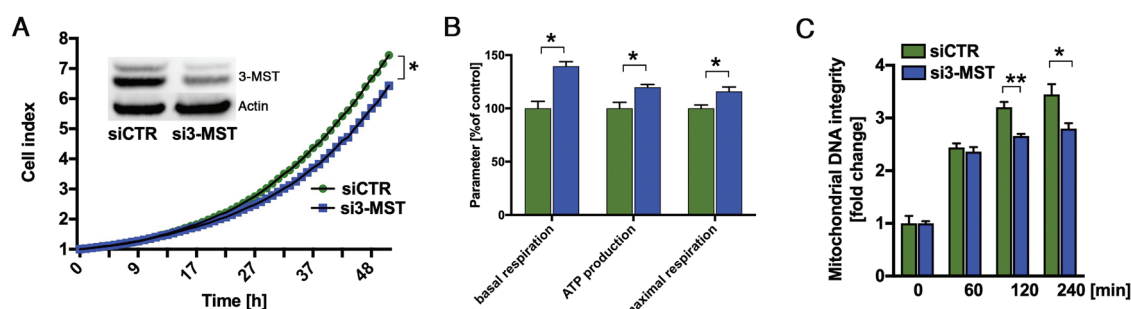 A
8
7
6
5
4
3
2
1
Cell index
3-MST
Actin
siCTR si3-MST
siCTR
si3-MST
*
0 9 17 27 37 48
Time [h]
B
150
100
50
0
Parameter [% of control]
* * *
basal respiration
ATP production
maximal respiration
C
siCTR
si3-MST
4
3
2
1
0
Mitochondrial DNA integrity
[fold change]
** *
0 60 120 240 [min]